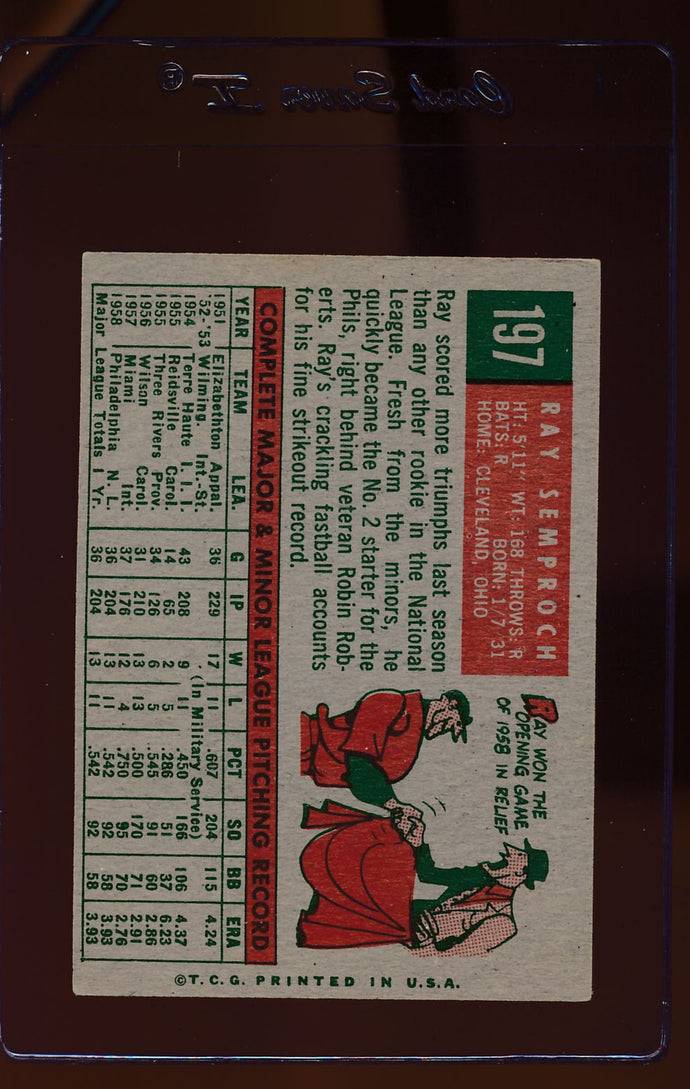 Card Saver I ®
197
RAY SEMPROCH
HT: 5'11" WT: 168 THROWS: R
BATS: R BORN: 1/7/31
HOME: CLEVELAND, OHIO
Ray scored more triumphs last season
than any other rookie in the National
League. Fresh from the minors, he
quickly became the No. 2 starter for the
Phils, right behind veteran Robin Rob-
erts. Ray's crackling fastball accounts
for his fine strikeout record.
RAY WON THE
OPENING GAME
OF 1958 IN RELIEF
COMPLETE MAJOR & MINOR LEAGUE PITCHING RECORD
YEAR TEAM LEA. G IP W L PCT SO BB ERA
1951 Elizabethton Appal. 36 229 17 11 .607 204 115 4.24
'52-'53 Wilming. Int.-St. (In Military Service)
1954 Terre Haute I. I. I. 43 208 9 11 .450 166 106 4.37
1955 Reidsville Carol. 14 65 2 5 .286 51 37 6.23
1955 Three Rivers Prov. 34 126 6 5 .545 91 60 2.86
1956 Wilson Carol. 31 210 13 13 .500 170 71 2.91
1957 Miami Int. 37 176 12 4 .750 95 70 2.76
1958 Philadelphia N. L. 36 204 13 11 .542 92 58 3.93
Major League Totals 1 Yr. 36 204 13 11 .542 92 58 3.93
©T.C.G. PRINTED IN U.S.A.